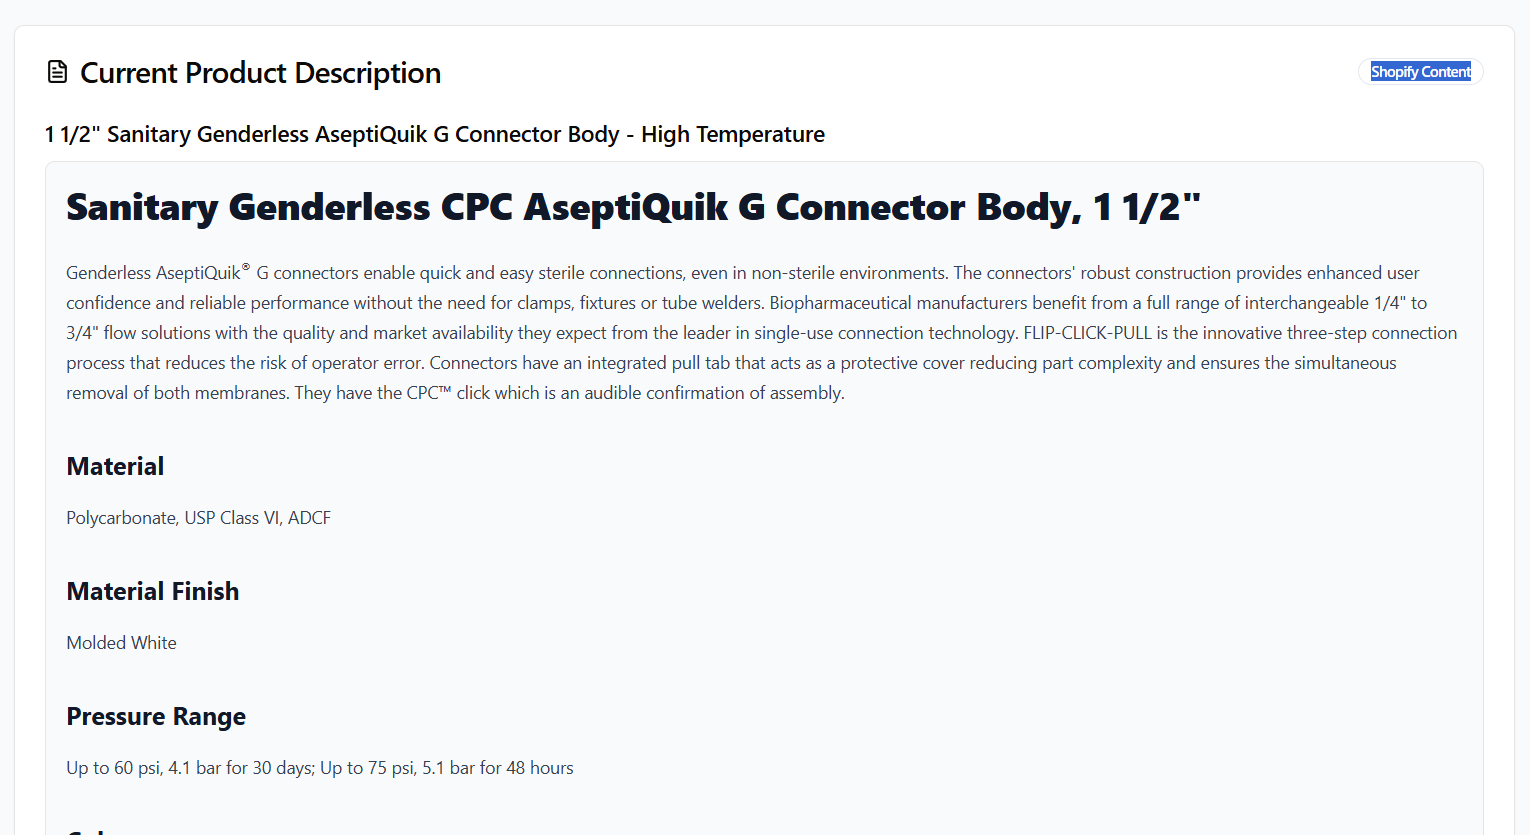 Current Product Description
Shopify Content
1 1/2" Sanitary Genderless AseptiQuik G Connector Body - High Temperature
Sanitary Genderless CPC AseptiQuik G Connector Body, 1 1/2"
Genderless AseptiQuik® G connectors enable quick and easy sterile connections, even in non-sterile environments. The connectors' robust construction provides enhanced user
confidence and reliable performance without the need for clamps, fixtures or tube welders. Biopharmaceutical manufacturers benefit from a full range of interchangeable 1/4" to
3/4" flow solutions with the quality and market availability they expect from the leader in single-use connection technology. FLIP-CLICK-PULL is the innovative three-step connection
process that reduces the risk of operator error. Connectors have an integrated pull tab that acts as a protective cover reducing part complexity and ensures the simultaneous
removal of both membranes. They have the CPC™ click which is an audible confirmation of assembly.
Material
Polycarbonate, USP Class VI, ADCF
Material Finish
Molded White
Pressure Range
Up to 60 psi, 4.1 bar for 30 days; Up to 75 psi, 5.1 bar for 48 hours